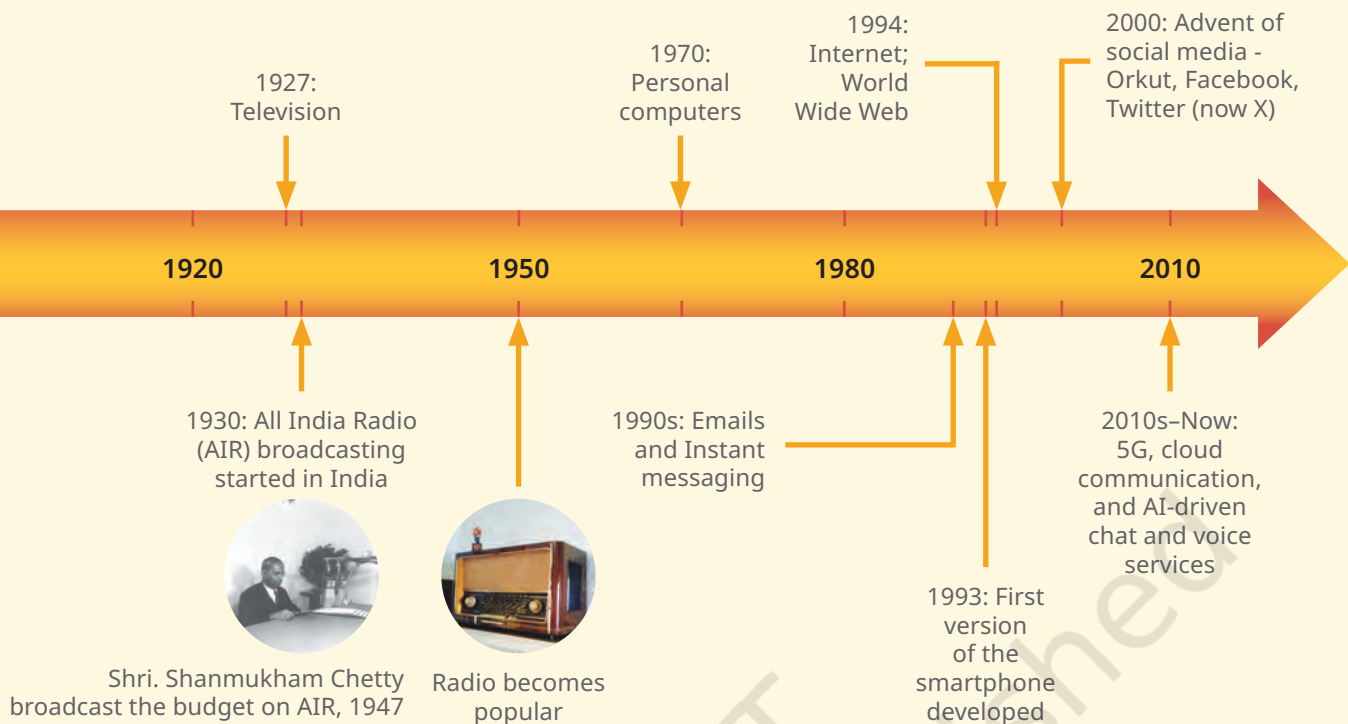 1927:
Television
1970:
Personal
computers
1994:
Internet;
World
Wide Web
2000: Advent of
social media -
Orkut, Facebook,
Twitter (now X)
1920
1950
1980
2010
1930: All India Radio
(AIR) broadcasting
started in India
Shri. Shanmukham Chetty
broadcast the budget on AIR, 1947
Radio becomes
popular
1990s: Emails
and Instant
messaging
1993: First
version
of the
smartphone
developed
2010s–Now:
5G, cloud
communication,
and AI-driven
chat and voice
services